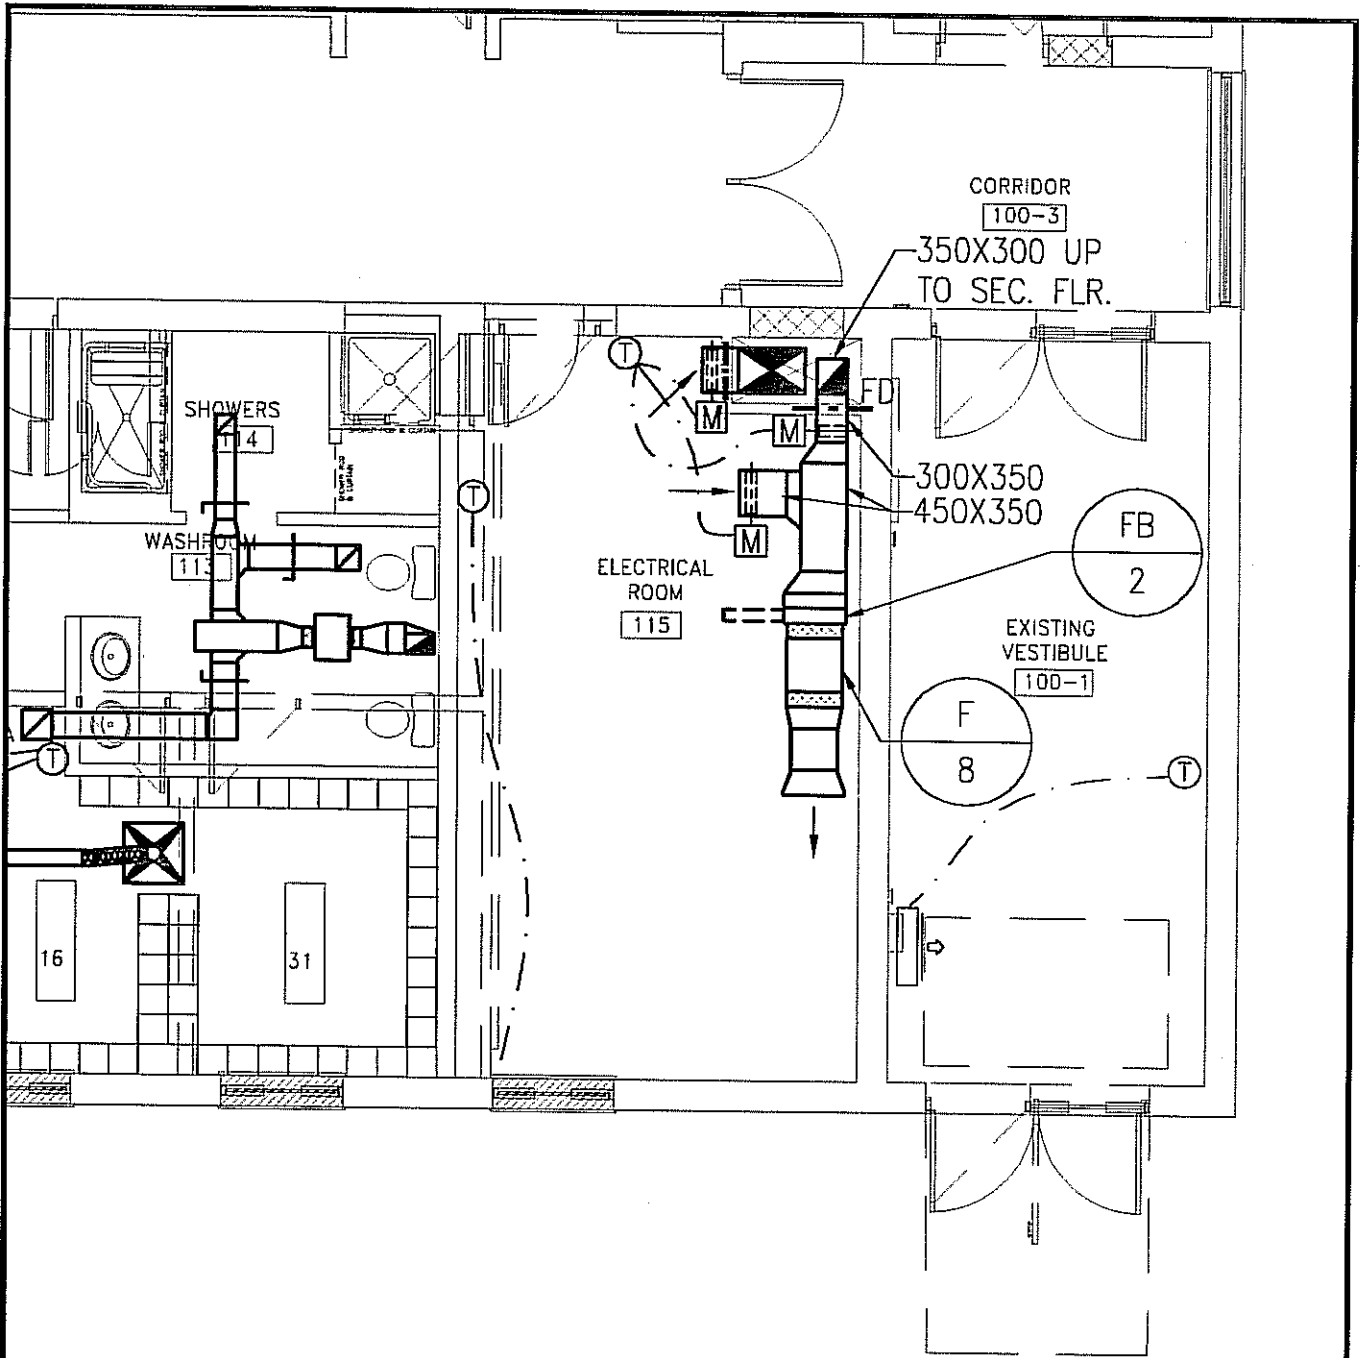 CORRIDOR
100-3
350X300 UP
TO SEC. FLR.
T
FD
SHOWERS
114
M
M
300X350
450X350
T
FB
2
WASHROOM
113
M
ELECTRICAL
ROOM
115
EXISTING
VESTIBULE
100-1
F
8
A
T
T
16
31